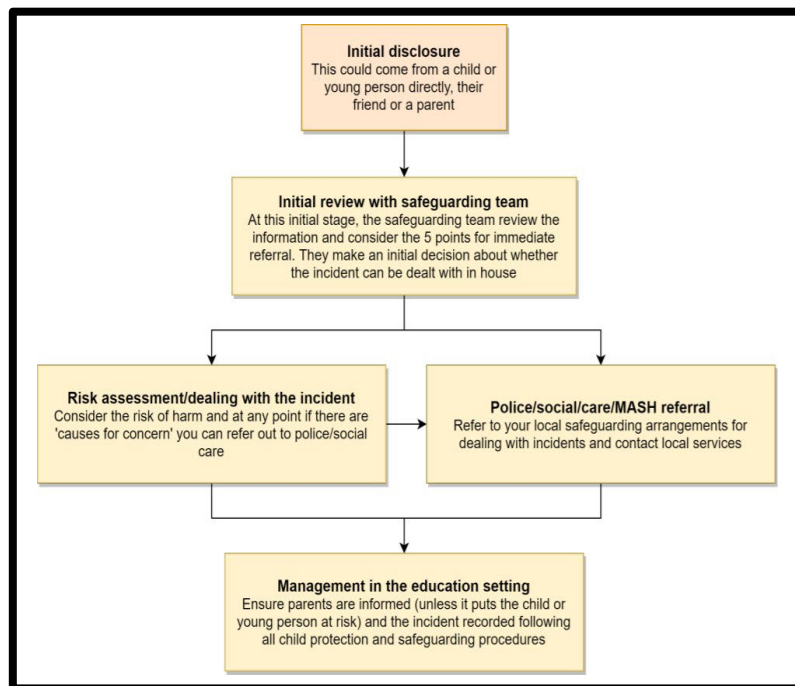 Initial disclosure
This could come from a child or
young person directly, their
friend or a parent
Initial review with safeguarding team
At this initial stage, the safeguarding team review the
information and consider the 5 points for immediate
referral. They make an initial decision about whether
the incident can be dealt with in house
Risk assessment/dealing with the incident
Consider the risk of harm and at any point if there are
'causes for concern' you can refer out to police/social
care
Police/social/care/MASH referral
Refer to your local safeguarding arrangements for
dealing with incidents and contact local services
Management in the education setting
Ensure parents are informed (unless it puts the child or
young person at risk) and the incident recorded following
all child protection and safeguarding procedures